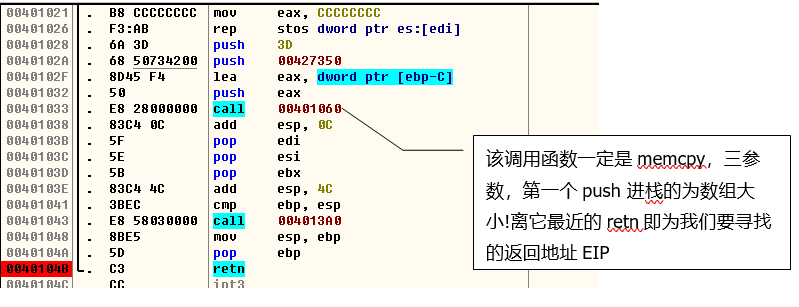 00401021 . B8 CCCCCCCC mov eax, CCCCCCCC
00401026 . F3:AB rep stos dword ptr es:[edi]
00401028 . 6A 3D push 3D
0040102A . 68 50734200 push 00427350
0040102F . 8D45 F4 lea eax, dword ptr [ebp-C]
00401032 . 50 push eax
00401033 . E8 28000000 call 00401060
00401038 . 83C4 0C add esp, 0C
0040103B . 5F pop edi
0040103C . 5E pop esi
0040103D . 5B pop ebx
0040103E . 83C4 4C add esp, 4C
00401041 . 3BEC cmp ebp, esp
00401043 . E8 58030000 call 004013A0
00401048 . 8BE5 mov esp, ebp
0040104A . 5D pop ebp
0040104B . C3 retn
0040104C CC int3
该调用函数一定是 memcpy，三参
数，第一个 push 进栈的为数组大
小!离它最近的 retn 即为我们要寻找
的返回地址 EIP